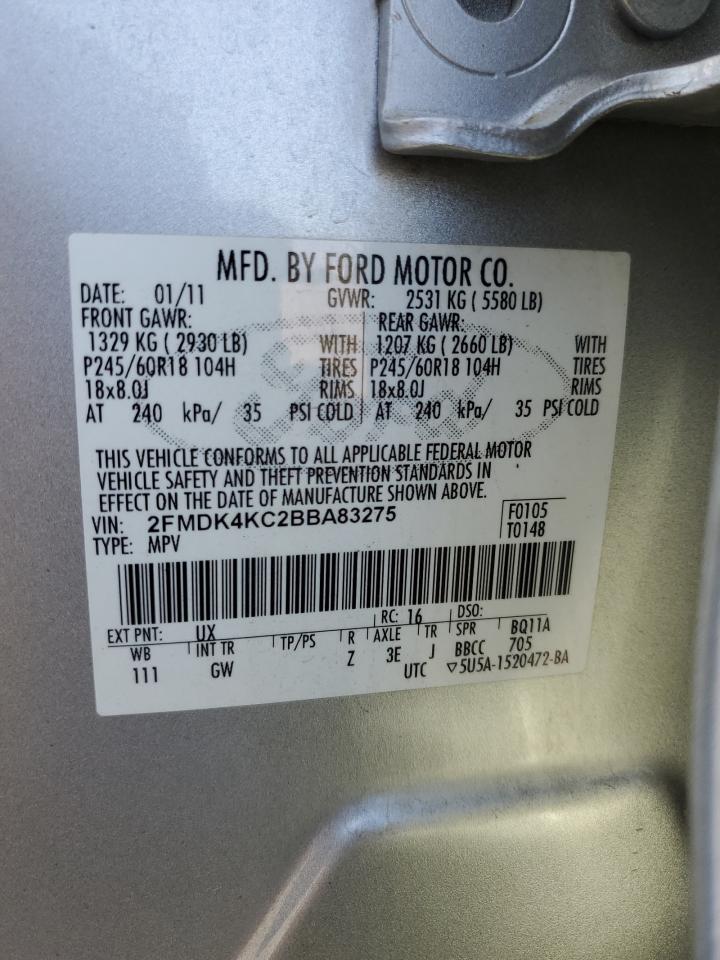 MFD. BY FORD MOTOR CO.
DATE: 01/11 GVWR: 2531 KG ( 5580 LB)
FRONT GAWR: REAR GAWR:
1329 KG ( 2930 LB) WITH 1207 KG ( 2660 LB) WITH
P245/60R18 104H TIRES P245/60R18 104H TIRES
18x8.0J RIMS 18x8.0J RIMS
AT 240 kPa/ 35 PSI COLD AT 240 kPa/ 35 PSI COLD
THIS VEHICLE CONFORMS TO ALL APPLICABLE FEDERAL MOTOR
VEHICLE SAFETY AND THEFT PREVENTION STANDARDS IN
EFFECT ON THE DATE OF MANUFACTURE SHOWN ABOVE.
VIN: 2FMDK4KC2BBA83275 F0105
TYPE: MPV T0148
EXT PNT: UX RC: 16 DSO:
WB INT TR TP/PS R AXLE TR SPR BQ11A
111 GW Z 3E J BBCC 705
UTC ▽5U5A-1520472-BA